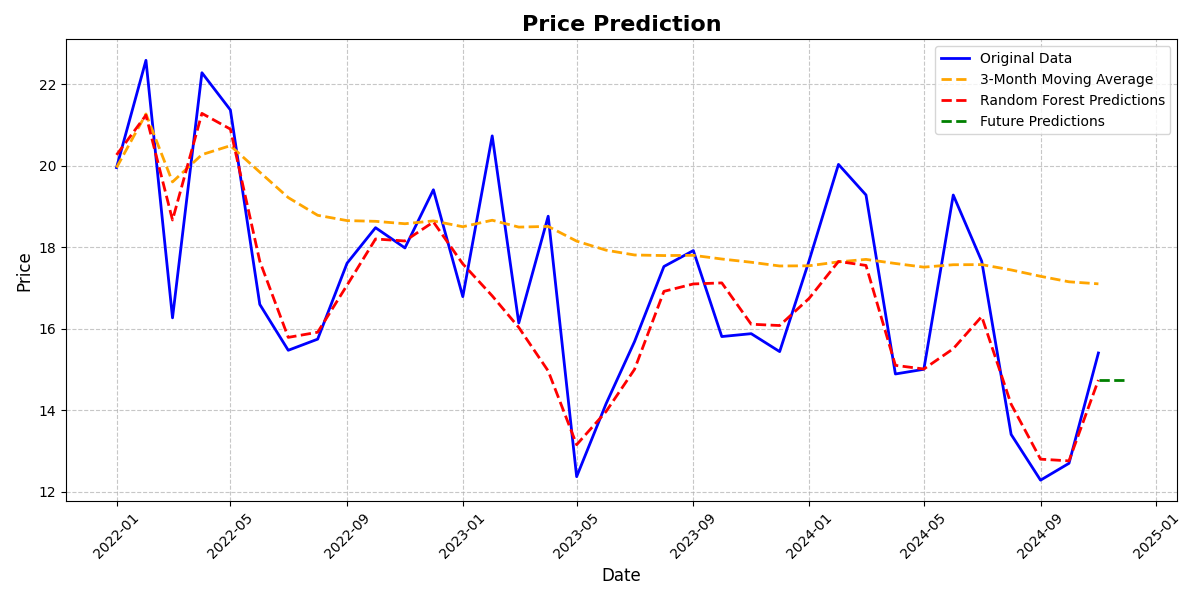 Price Prediction
Original Data
3-Month Moving Average
Random Forest Predictions
Future Predictions
Price
22
20
18
16
14
12
2022-01
2022-05
2022-09
2023-01
2023-05
2023-09
2024-01
2024-05
2024-09
2025-01
Date